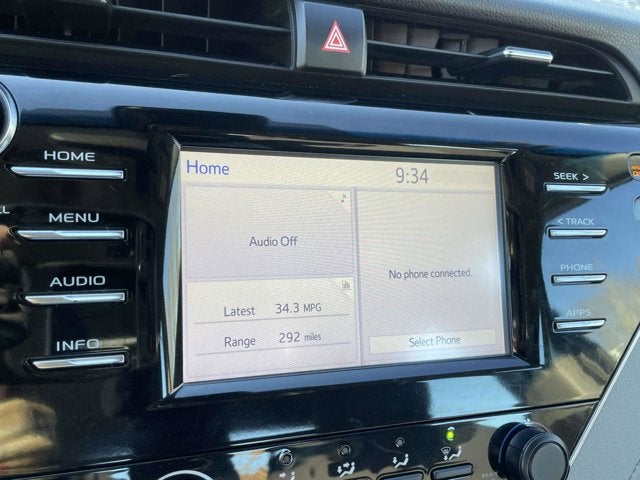 Home 9:34
Audio Off
No phone connected.
Latest 34.3 MPG
Range 292 miles
Select Phone
HOME
MENU
AUDIO
INFO
SEEK >
< TRACK
PHONE
APPS